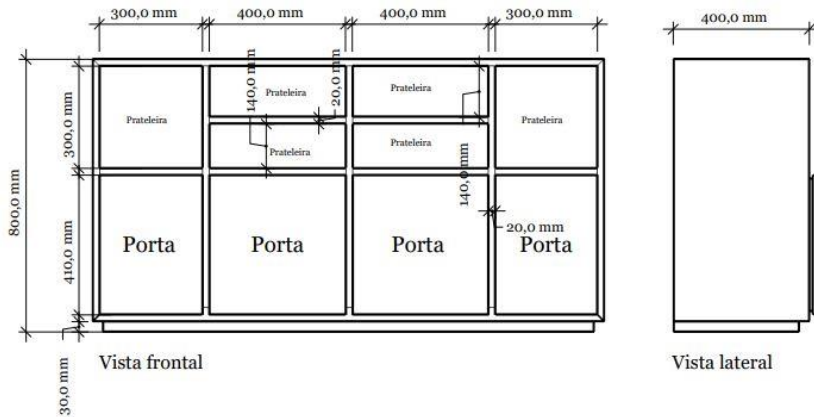 300,0 mm 400,0 mm 400,0 mm 300,0 mm
400,0 mm
800,0 mm
300,0 mm
410,0 mm
30,0 mm
140,0 mm
20,0 mm
140,0 mm
20,0 mm
Prateleira
Prateleira
Prateleira
Prateleira
Prateleira
Prateleira
Porta Porta Porta Porta
Vista frontal
Vista lateral